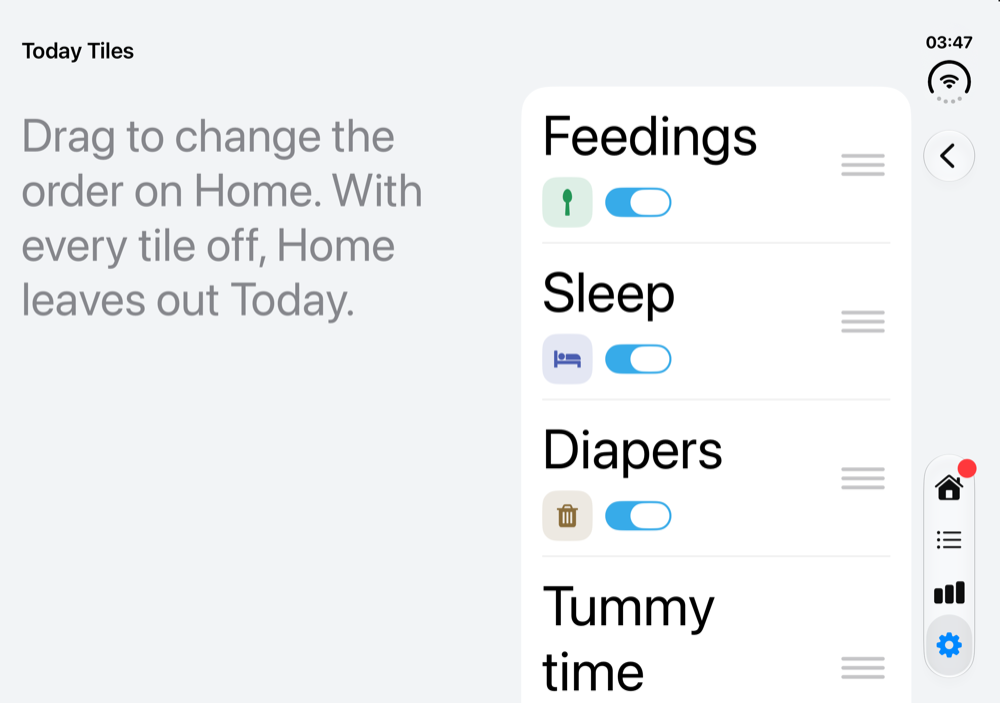 Today Tiles
03:47
Drag to change the
order on Home. With
every tile off, Home
leaves out Today.
Feedings
Sleep
Diapers
Tummy
time